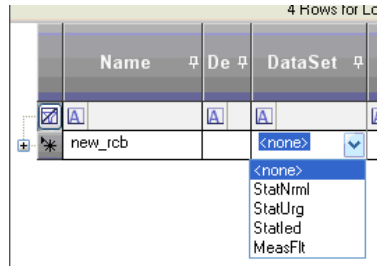 4 Rows for Lo
Name De DataSet
A A A
new_rcb <none>
<none>
StatNrml
StatUrg
StatIed
MeasFlt